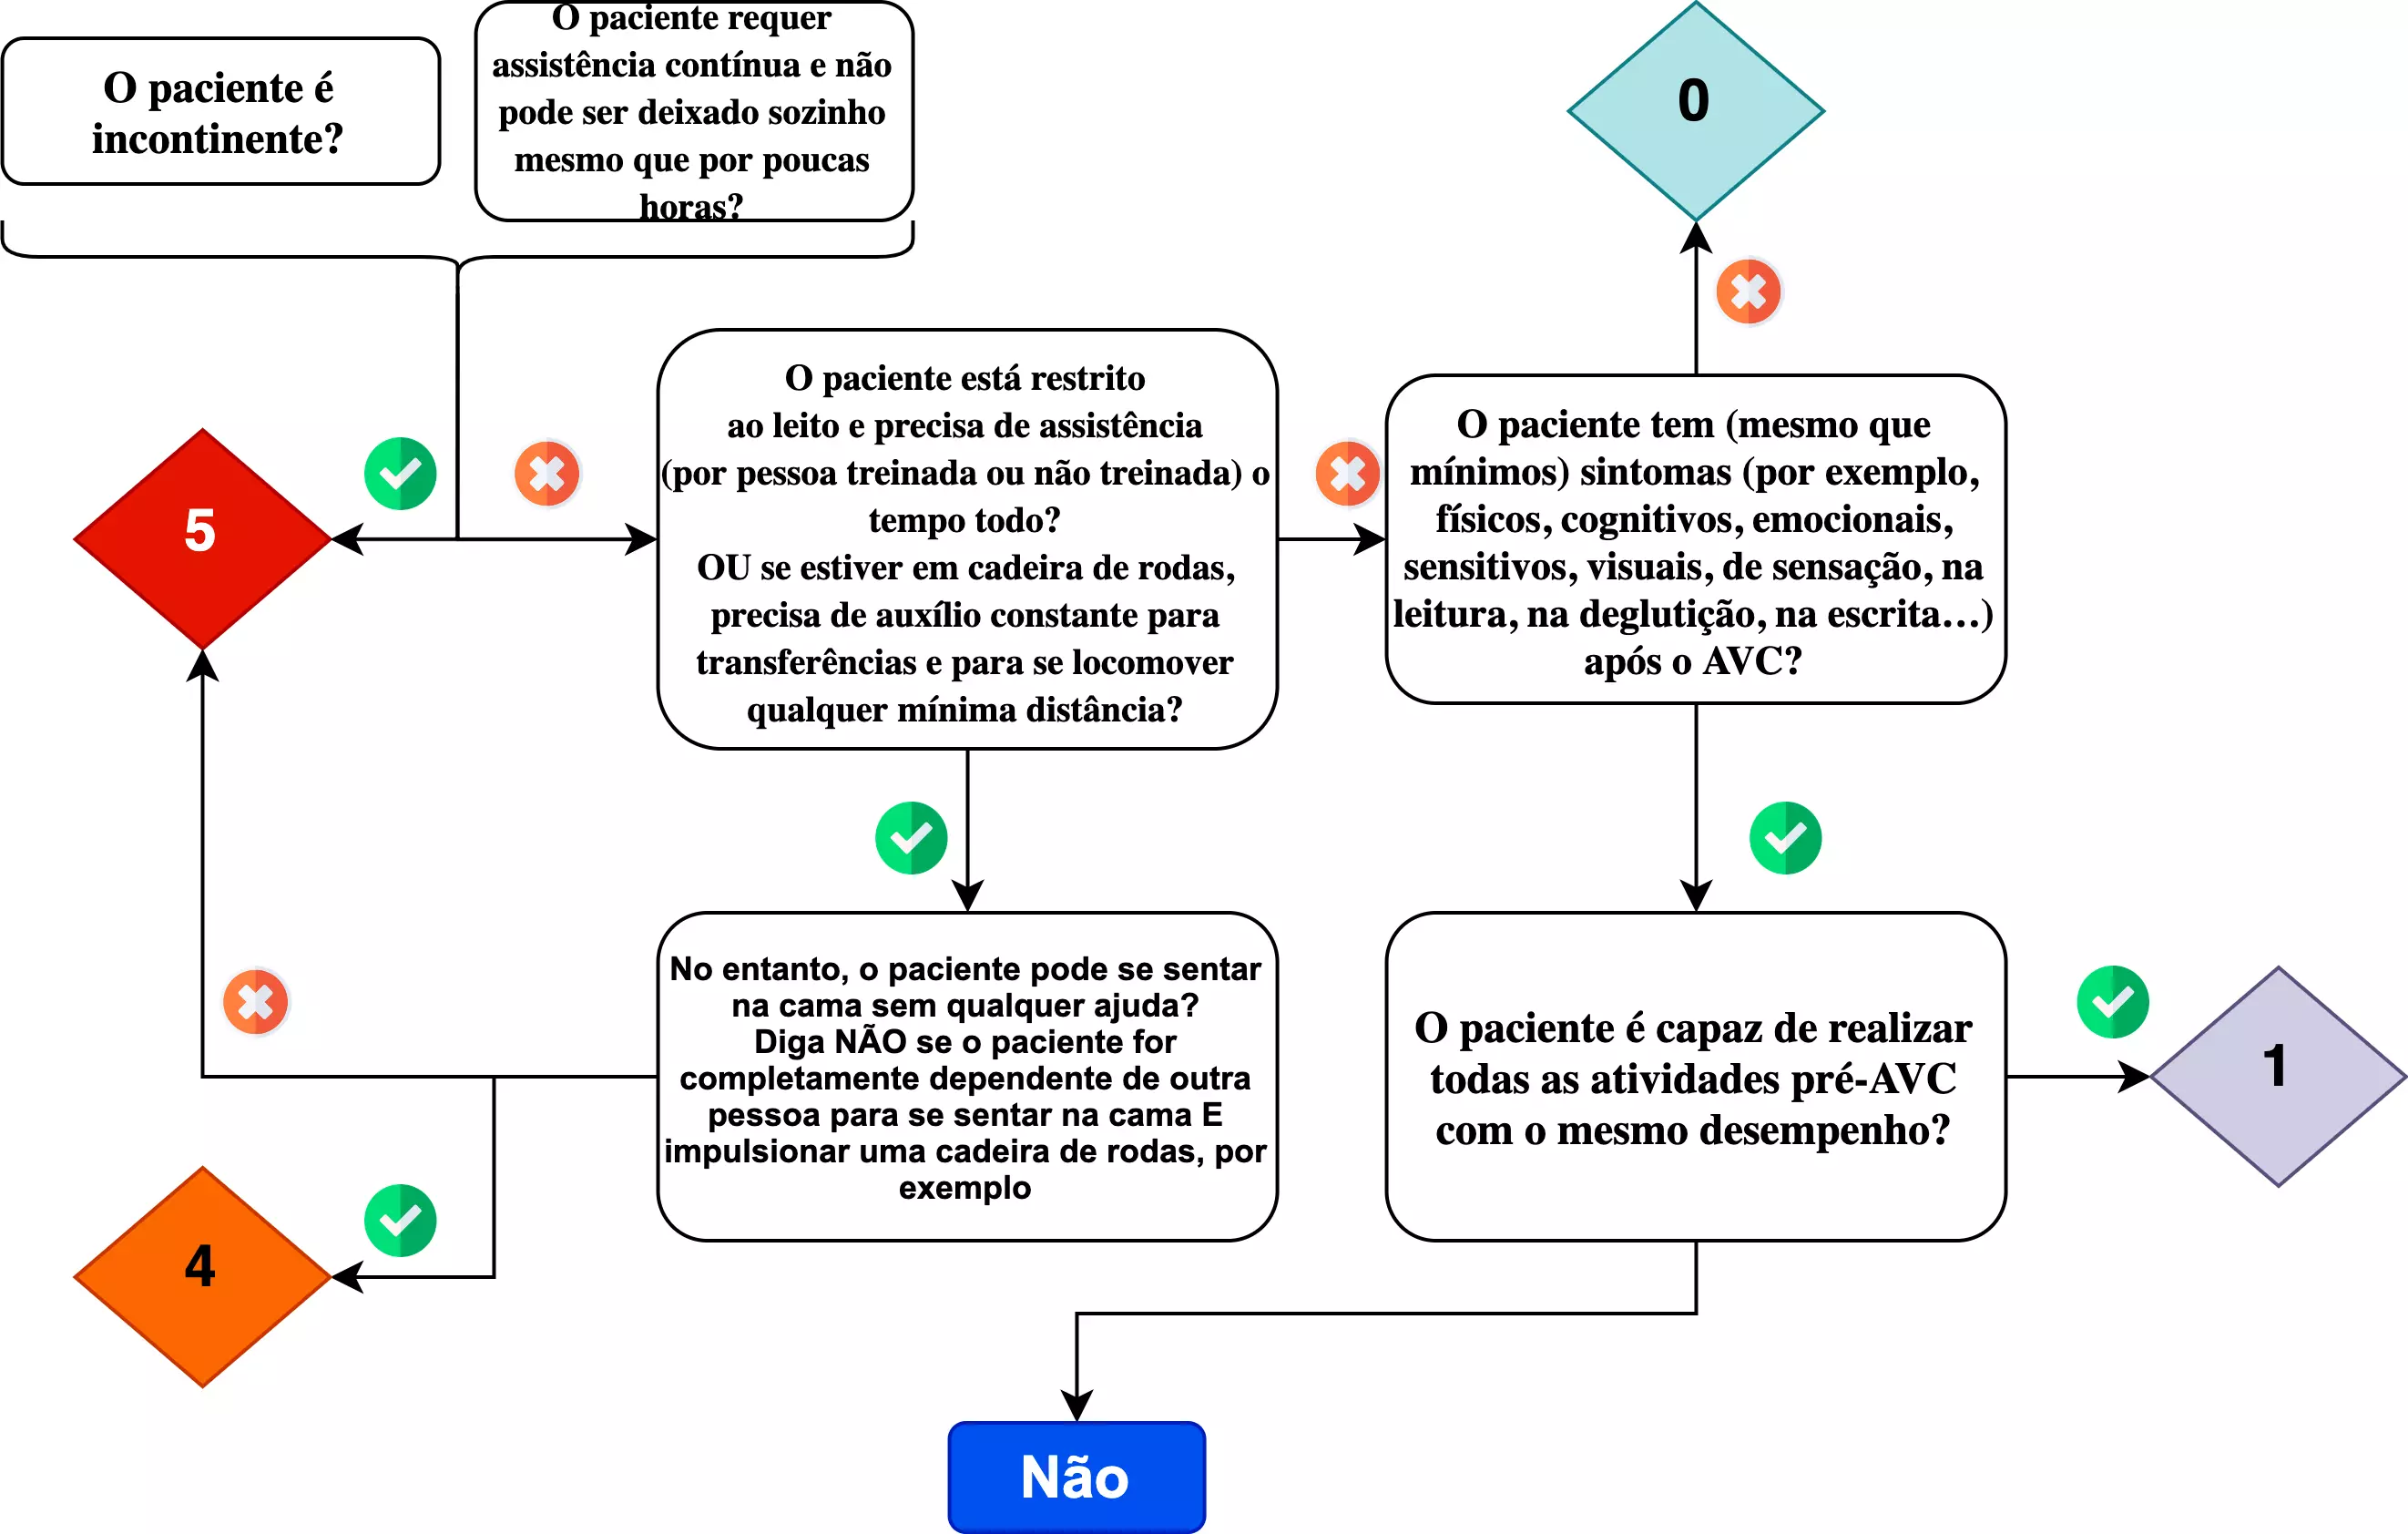 O paciente é
incontinente?
O paciente requer
assistência contínua e não
pode ser deixado sozinho
mesmo que por poucas
horas?
0
5
O paciente está restrito
ao leito e precisa de assistência
(por pessoa treinada ou não treinada) o
tempo todo?
OU se estiver em cadeira de rodas,
precisa de auxílio constante para
transferências e para se locomover
qualquer mínima distância?
O paciente tem (mesmo que
mínimos) sintomas (por exemplo,
físicos, cognitivos, emocionais,
sensitivos, visuais, de sensação, na
leitura, na deglutição, na escrita...)
após o AVC?
No entanto, o paciente pode se sentar
na cama sem qualquer ajuda?
Diga NÃO se o paciente for
completamente dependente de outra
pessoa para se sentar na cama E
impulsionar uma cadeira de rodas, por
exemplo
O paciente é capaz de realizar
todas as atividades pré-AVC
com o mesmo desempenho?
1
4
Não